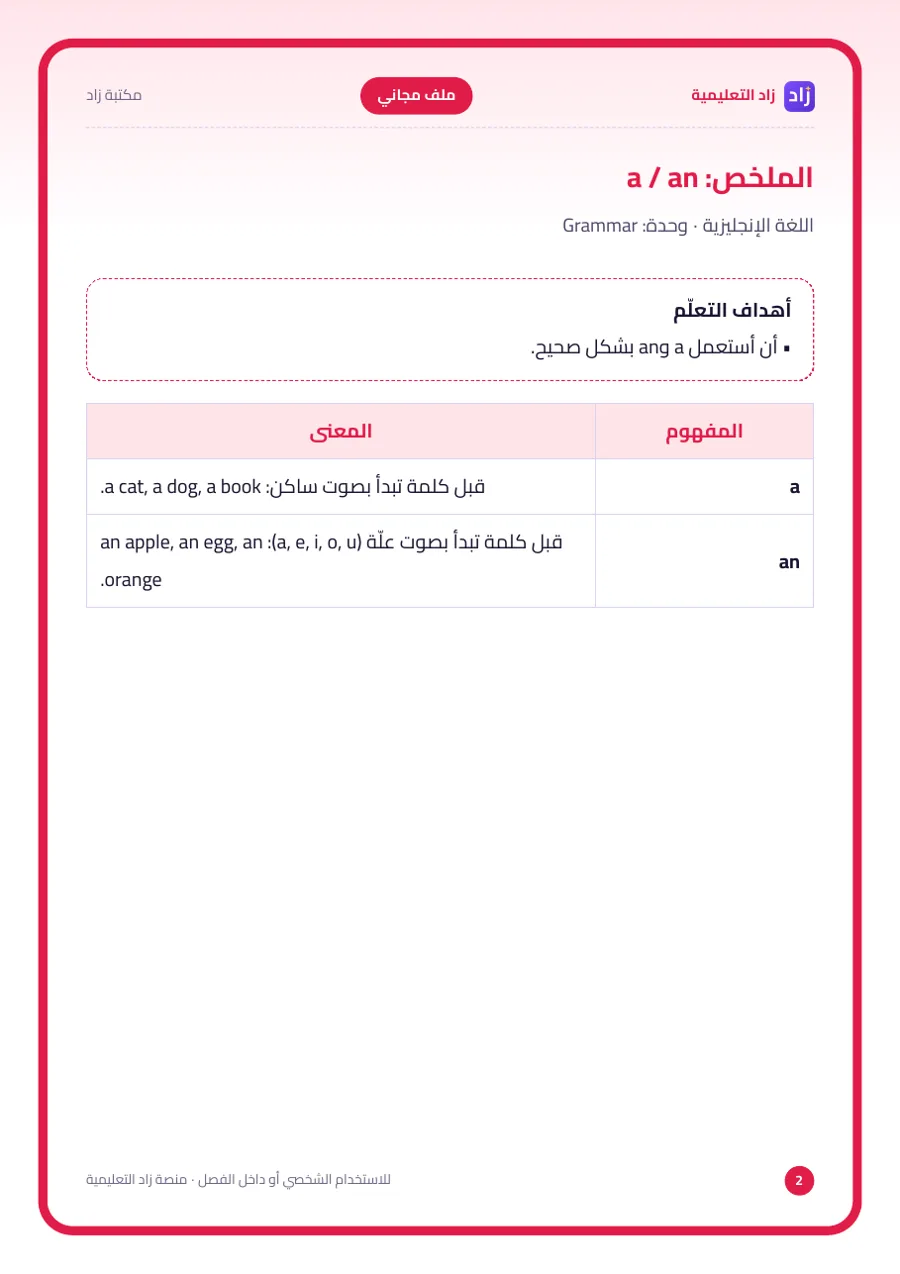 زاد زاد التعليمية
ملف مجاني
مكتبة زاد
الملخص: a / an
اللغة الإنجليزية · وحدة: Grammar
أهداف التعلّم
▪ أن أستعمل a وan بشكل صحيح.
المفهوم المعنى
a قبل كلمة تبدأ بصوت ساكن: a cat, a dog, a book.
an قبل كلمة تبدأ بصوت علّة (a, e, i, o, u): an apple, an egg, an
orange.
2 للاستخدام الشخصي أو داخل الفصل · منصة زاد التعليمية